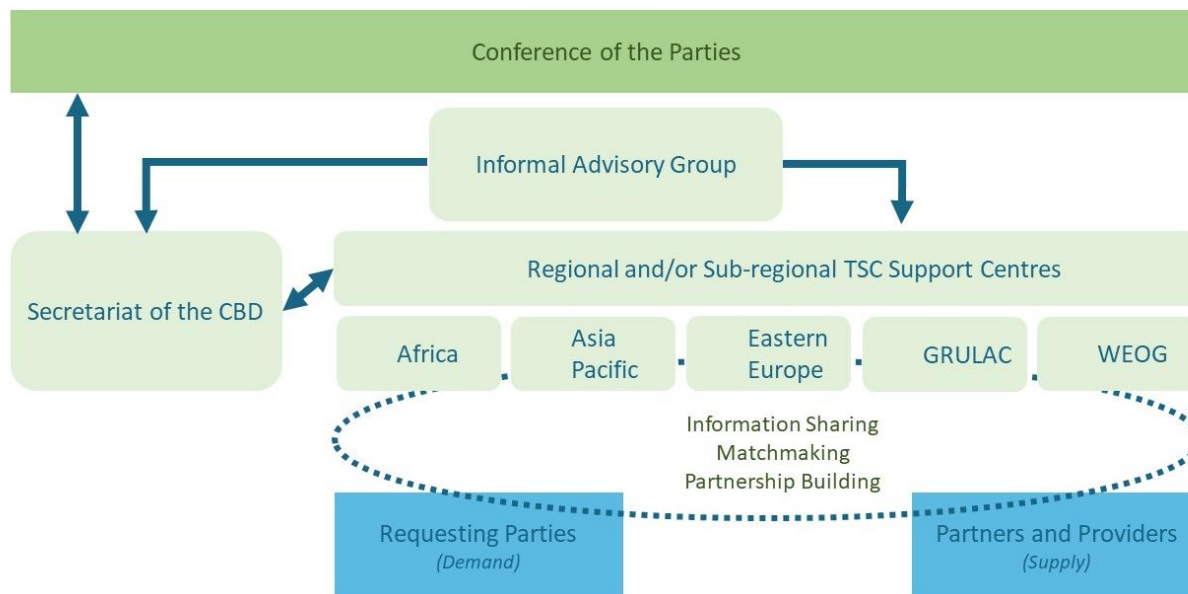 Conference of the Parties
Informal Advisory Group
Secretariat of the CBD
Regional and/or Sub-regional TSC Support Centres
Africa
Asia
Pacific
Eastern
Europe
GRULAC
WEOG
Information Sharing
Matchmaking
Partnership Building
Requesting Parties
(Demand)
Partners and Providers
(Supply)